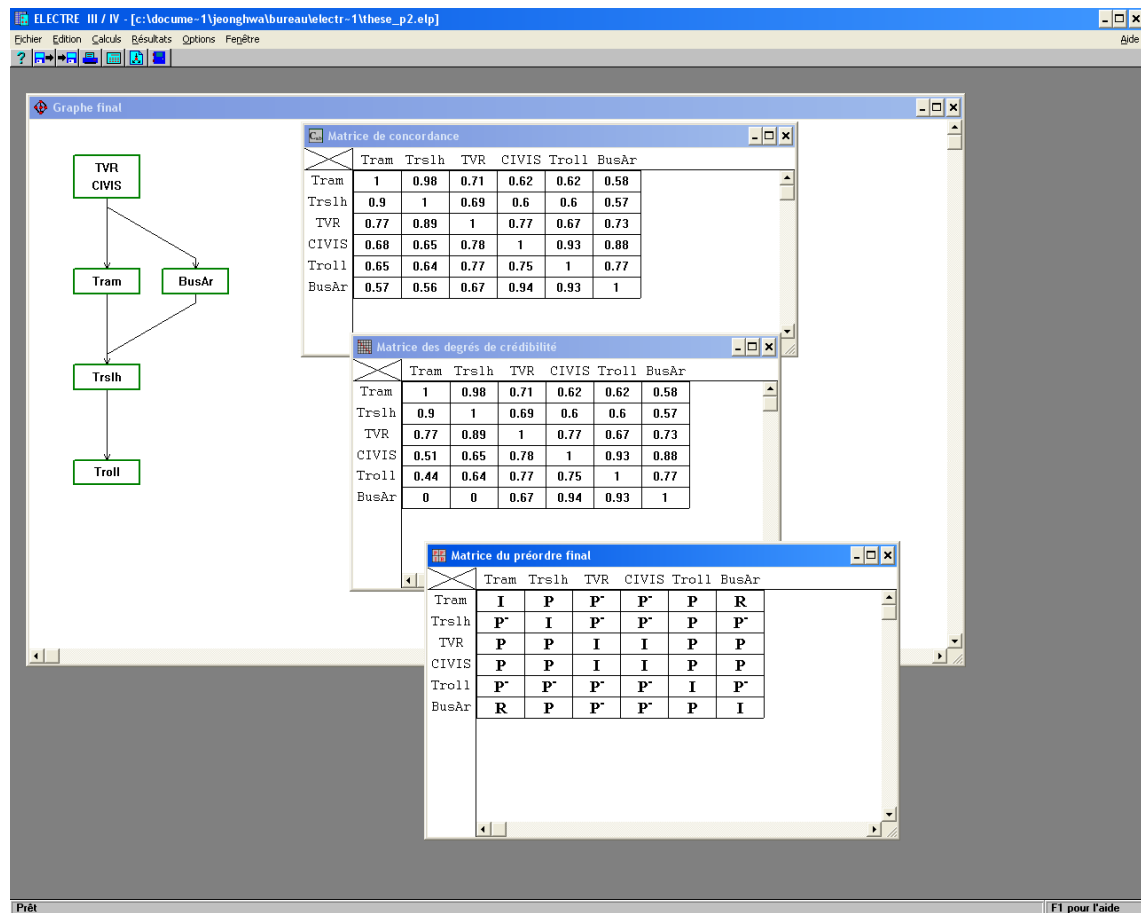 ELECTRE III / IV - [c:\docume~1\jeonghwa\bureau\electr~1\these_p2.elp]
Fichier Edition Calculs Résultats Options Fenêtre Aide
?
Graphe final
TVR
CIVIS
Tram BusAr
Trslh
Troll
Matrice de concordance
Tram Trslh TVR CIVIS Troll BusAr
Tram 1 0.98 0.71 0.62 0.62 0.58
Trslh 0.9 1 0.69 0.6 0.6 0.57
TVR 0.77 0.89 1 0.77 0.67 0.73
CIVIS 0.68 0.65 0.78 1 0.93 0.88
Troll 0.65 0.64 0.77 0.75 1 0.77
BusAr 0.57 0.56 0.67 0.94 0.93 1
Matrice des degrés de crédibilité
Tram Trslh TVR CIVIS Troll BusAr
Tram 1 0.98 0.71 0.62 0.62 0.58
Trslh 0.9 1 0.69 0.6 0.6 0.57
TVR 0.77 0.89 1 0.77 0.67 0.73
CIVIS 0.51 0.65 0.78 1 0.93 0.88
Troll 0.44 0.64 0.77 0.75 1 0.77
BusAr 0 0 0.67 0.94 0.93 1
Matrice du préordre final
Tram Trslh TVR CIVIS Troll BusAr
Tram I P P⁻ P⁻ P R
Trslh P⁻ I P⁻ P⁻ P P⁻
TVR P P I I P P
CIVIS P P I I P P
Troll P⁻ P⁻ P⁻ P⁻ I P⁻
BusAr R P P⁻ P⁻ P I
Prêt F1 pour l'aide